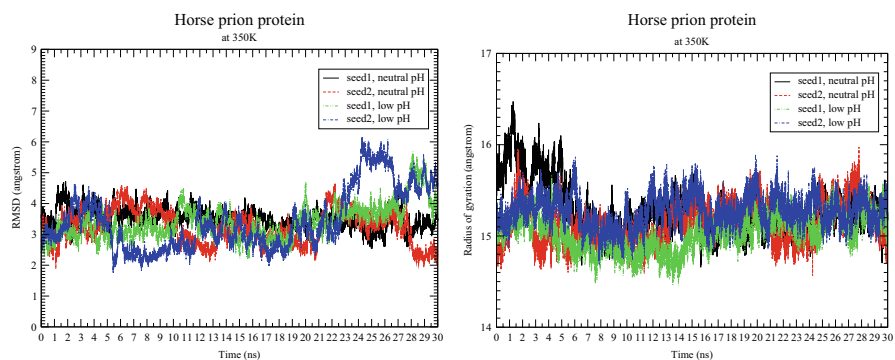 Horse prion protein
at 350K
9
8
7
6
5
4
3
2
1
0
RMSD (angstrom)
seed1, neutral pH
seed2, neutral pH
seed1, low pH
seed2, low pH
0 1 2 3 4 5 6 7 8 9 10 11 12 13 14 15 16 17 18 19 20 21 22 23 24 25 26 27 28 29 30
Time (ns)
Horse prion protein
at 350K
17
16
15
14
Radius of gyration (angstrom)
seed1, neutral pH
seed2, neutral pH
seed1, low pH
seed2, low pH
0 1 2 3 4 5 6 7 8 9 10 11 12 13 14 15 16 17 18 19 20 21 22 23 24 25 26 27 28 29 30
Time (ns)